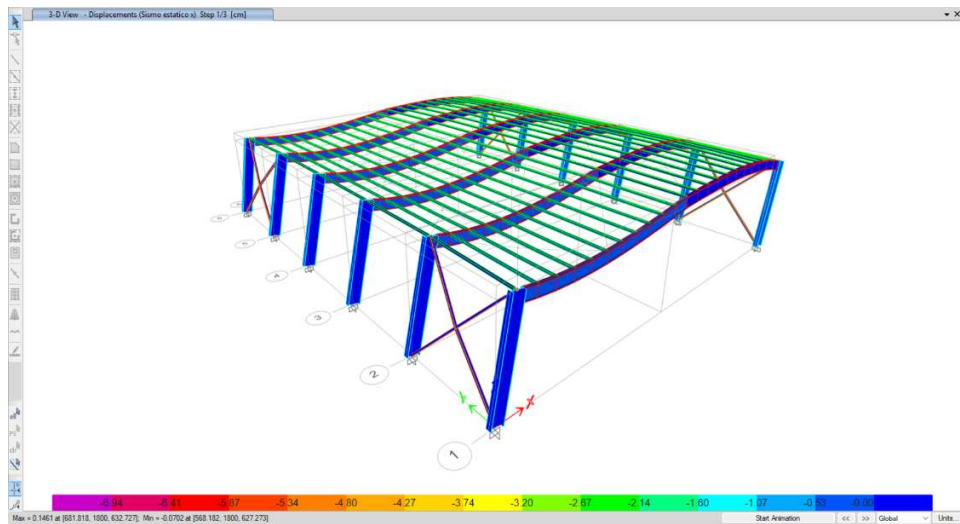 3-D View - Displacements (Sismo estatico x) Step 1/3 [cm]
4
3
2
1
Y
X
-6.94 -6.41 -5.87 -5.34 -4.80 -4.27 -3.74 -3.20 -2.67 -2.14 -1.60 -1.07 -0.53 -0.00
Max = 0.1461 at [681.818, 1800, 632.727]; Min = -0.0702 at [568.182, 1800, 627.273]
Start Animation << >> Global Units...